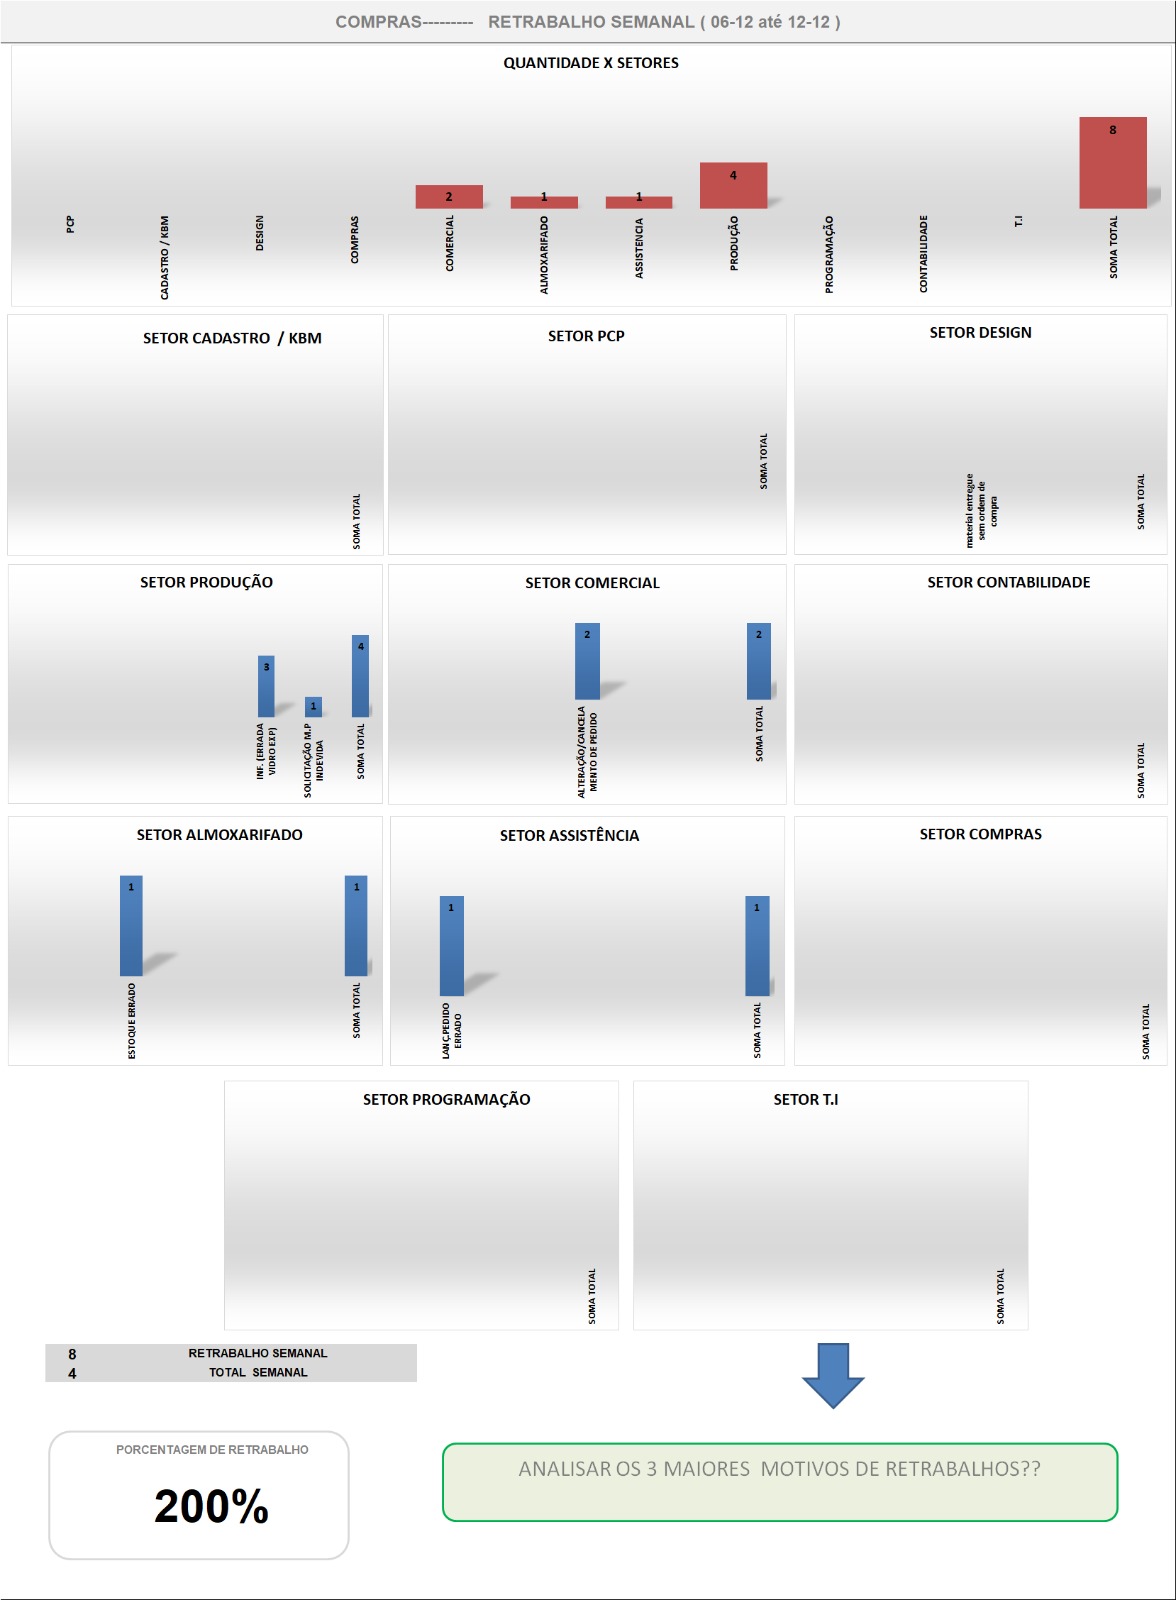 COMPRAS--------- RETRABALHO SEMANAL ( 06-12 até 12-12 )
QUANTIDADE X SETORES
2
1
1
4
8
PCP
CADASTRO / KBM
DESIGN
COMPRAS
COMERCIAL
ALMOXARIFADO
ASSISTENCIA
PRODUÇÃO
PROGRAMAÇÃO
CONTABILIDADE
T.I
SOMA TOTAL
SETOR CADASTRO / KBM
SOMA TOTAL
SETOR PCP
SOMA TOTAL
SETOR DESIGN
material entregue
sem ordem de
compra
SOMA TOTAL
SETOR PRODUÇÃO
3
1
4
INF. (ERRADA
VIDRO EXP)
SOLICITAÇÃO M.P
INDEVIDA
SOMA TOTAL
SETOR COMERCIAL
2
2
ALTERAÇÃO/CANCELA
MENTO DE PEDIDO
SOMA TOTAL
SETOR CONTABILIDADE
SOMA TOTAL
SETOR ALMOXARIFADO
1
1
ESTOQUE ERRADO
SOMA TOTAL
SETOR ASSISTÊNCIA
1
1
LANÇ.PEDIDO
ERRADO
SOMA TOTAL
SETOR COMPRAS
SOMA TOTAL
SETOR PROGRAMAÇÃO
SOMA TOTAL
SETOR T.I
SOMA TOTAL
8 RETRABALHO SEMANAL
4 TOTAL SEMANAL
PORCENTAGEM DE RETRABALHO
200%
ANALISAR OS 3 MAIORES MOTIVOS DE RETRABALHOS??